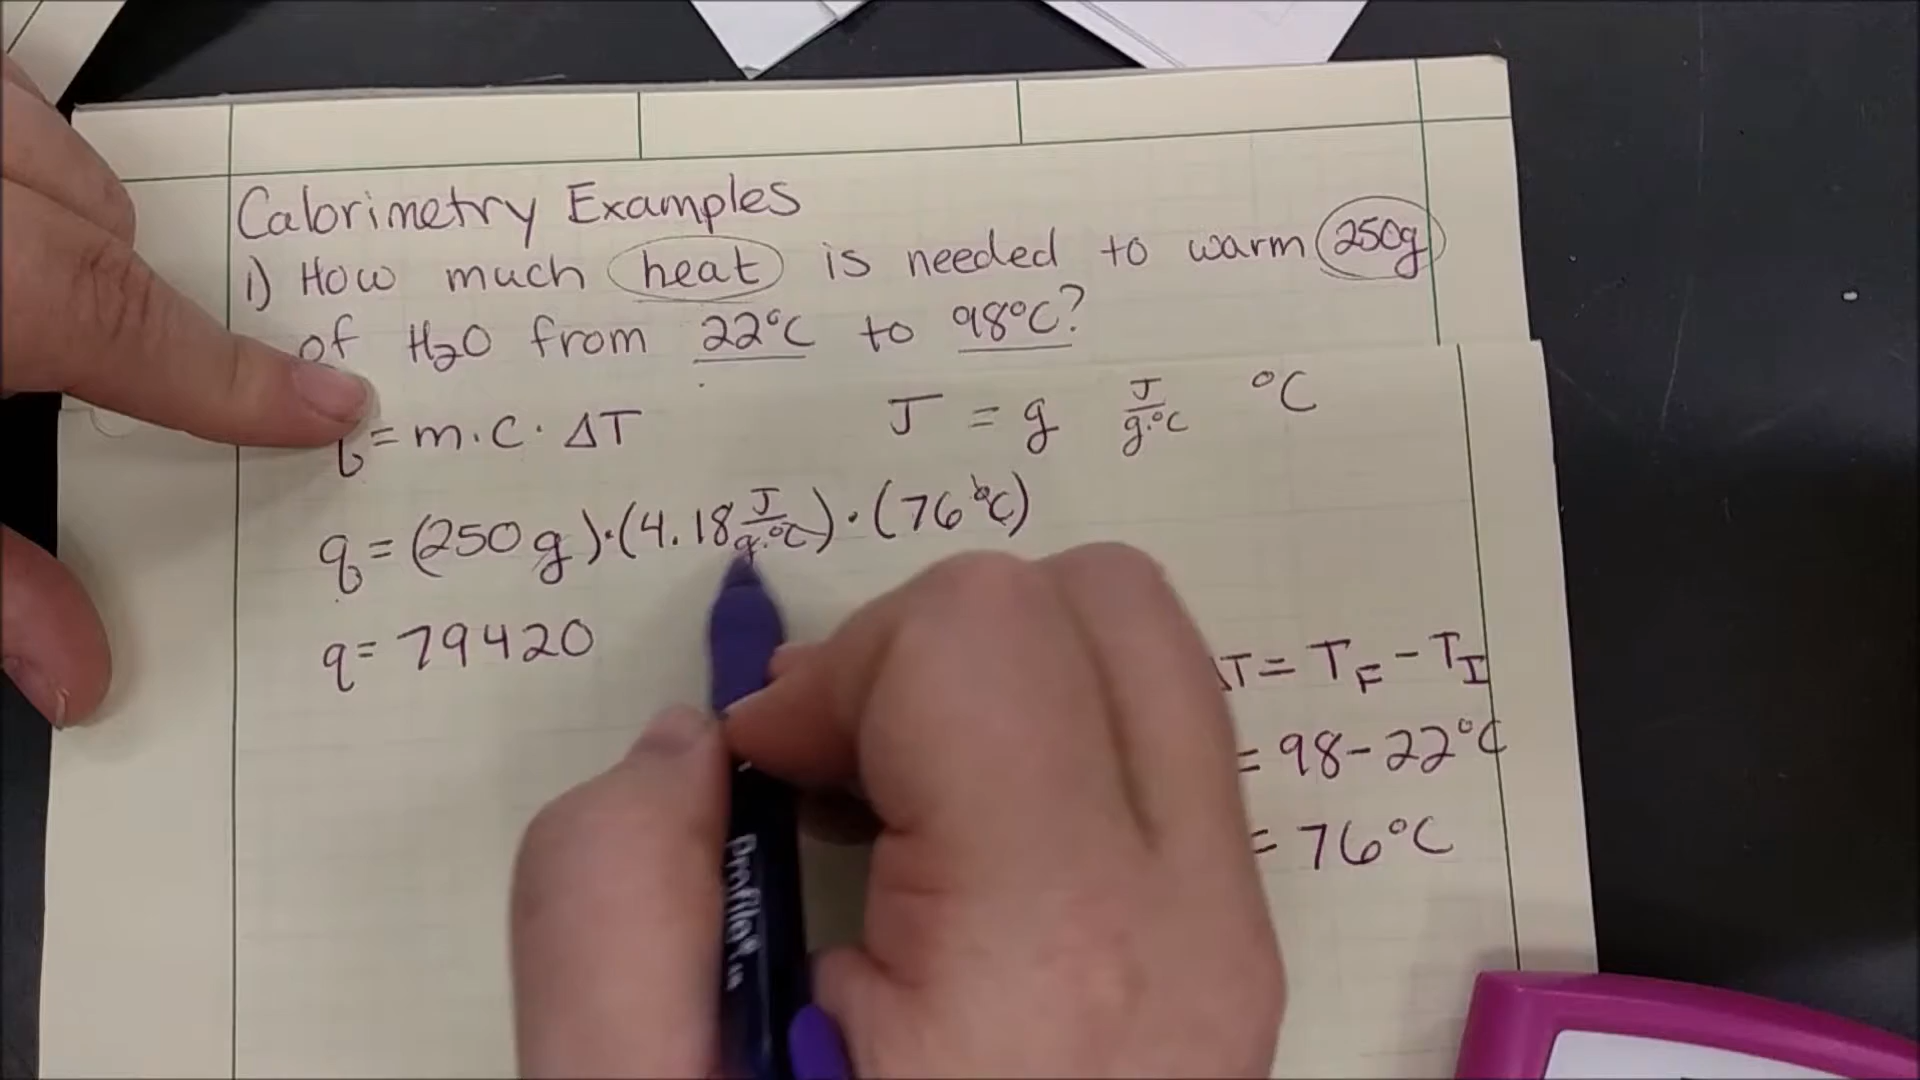 Calorimetry Examples
1) How much heat is needed to warm 250g
of H2O from 22°C to 98°C?
q = m · C · ΔT
J = g J/g·°C °C
q = (250 g) · (4.18 J/g·°C) · (76 °C)
q = 79420
ΔT = TF - TI
= 98 - 22°C
= 76°C
Profile